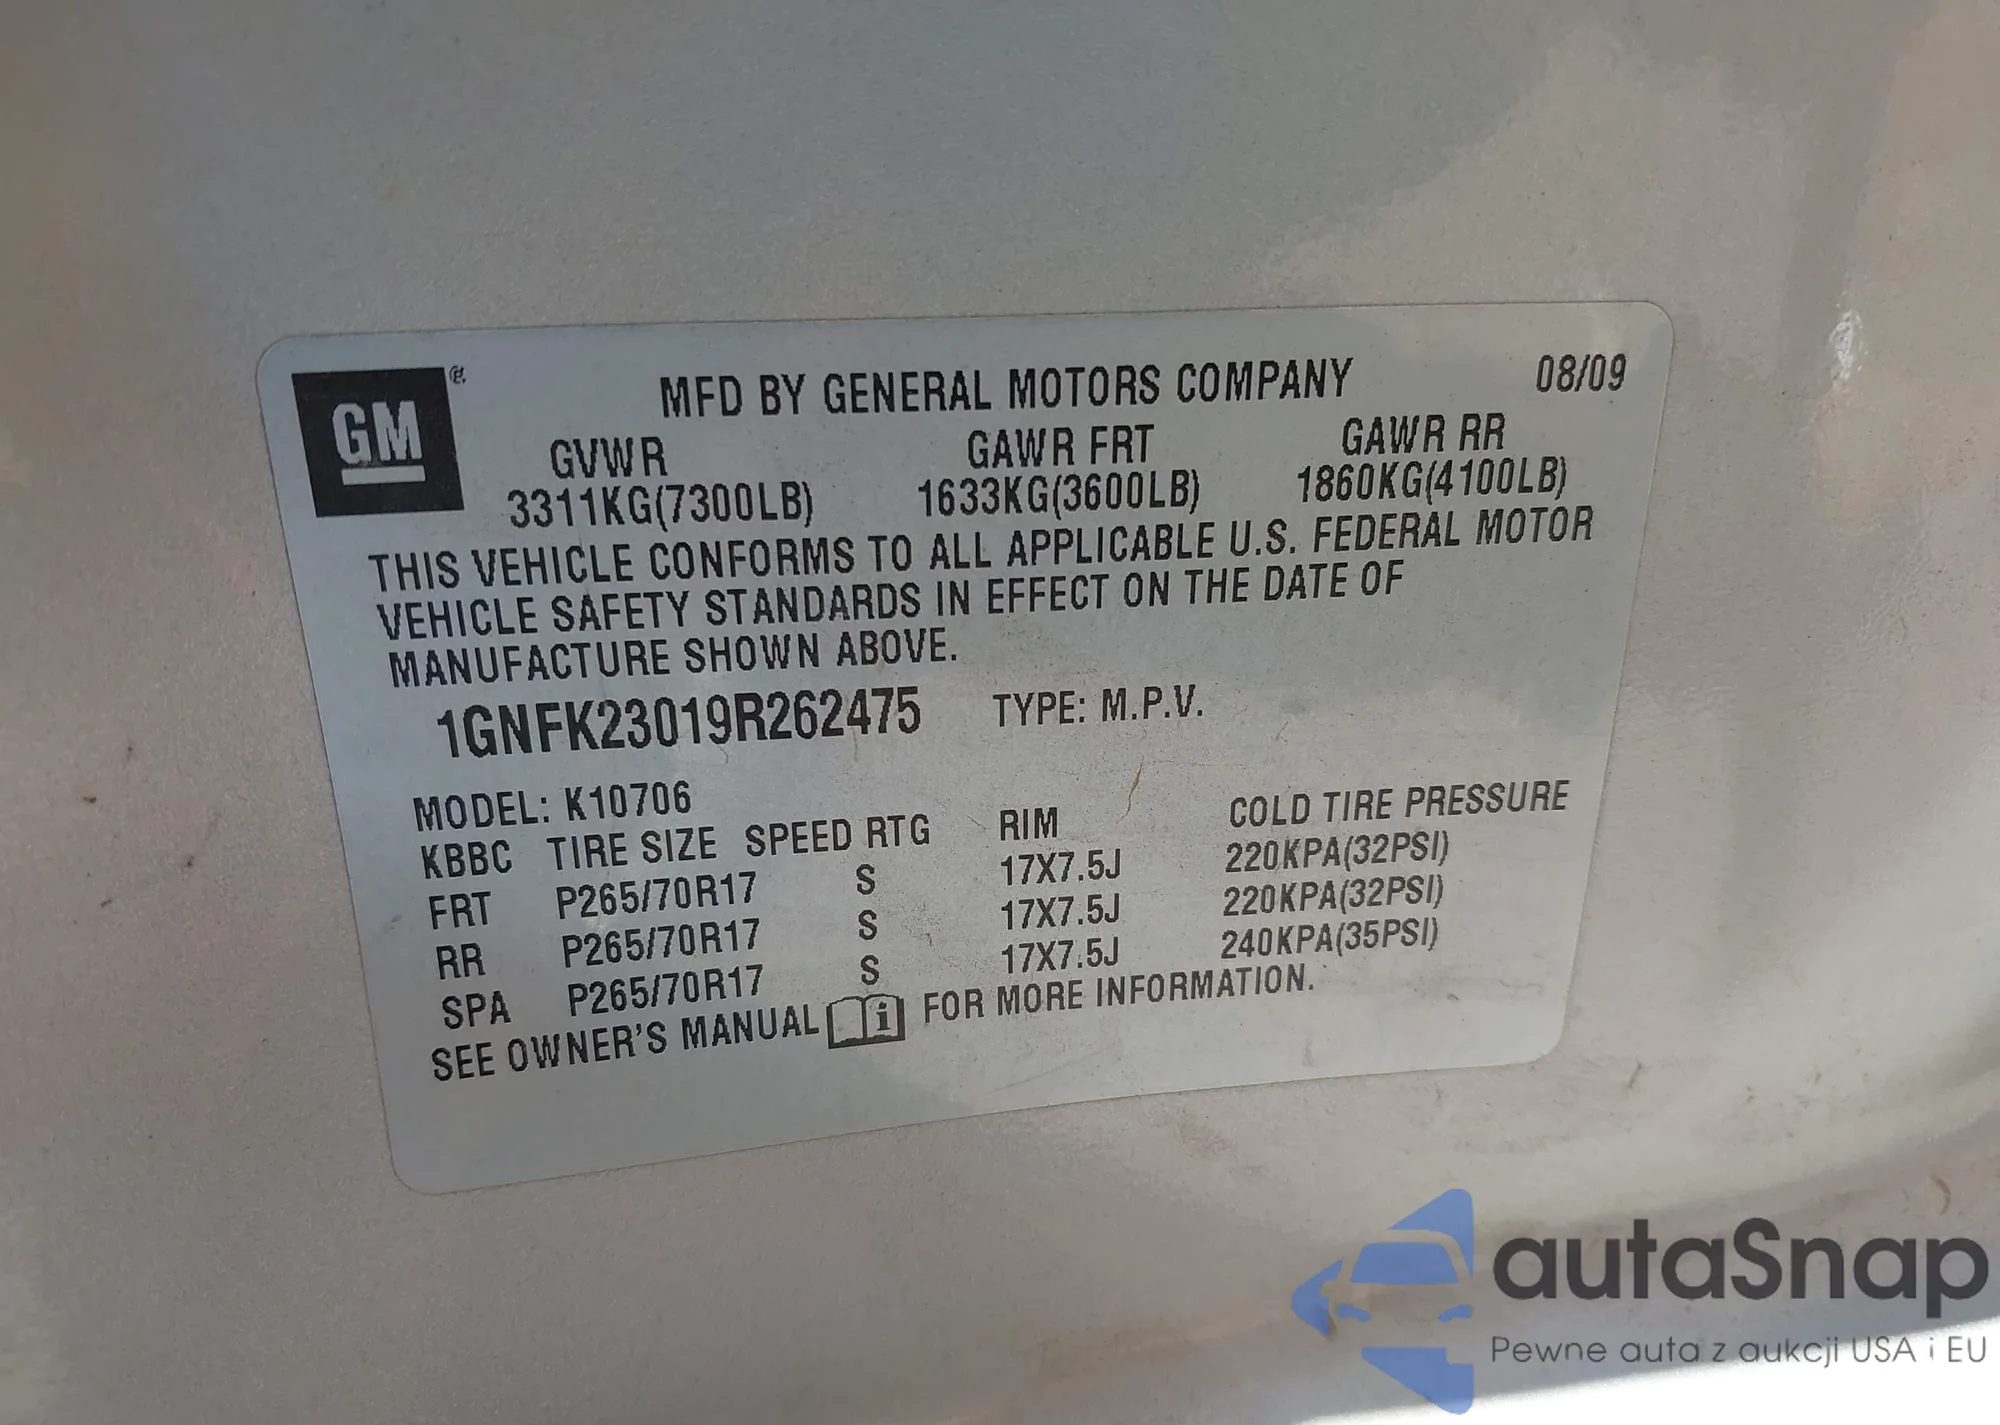 GM
MFD BY GENERAL MOTORS COMPANY 08/09
GVWR GAWR FRT GAWR RR
3311KG(7300LB) 1633KG(3600LB) 1860KG(4100LB)
THIS VEHICLE CONFORMS TO ALL APPLICABLE U.S. FEDERAL MOTOR
VEHICLE SAFETY STANDARDS IN EFFECT ON THE DATE OF
MANUFACTURE SHOWN ABOVE.
1GNFK23019R262475 TYPE: M.P.V.
MODEL: K10706
KBBC TIRE SIZE SPEED RTG RIM COLD TIRE PRESSURE
FRT P265/70R17 S 17X7.5J 220KPA(32PSI)
RR P265/70R17 S 17X7.5J 220KPA(32PSI)
SPA P265/70R17 S 17X7.5J 240KPA(35PSI)
SEE OWNER'S MANUAL i FOR MORE INFORMATION.
autaSnap
Pewne auta z aukcji USA i EU